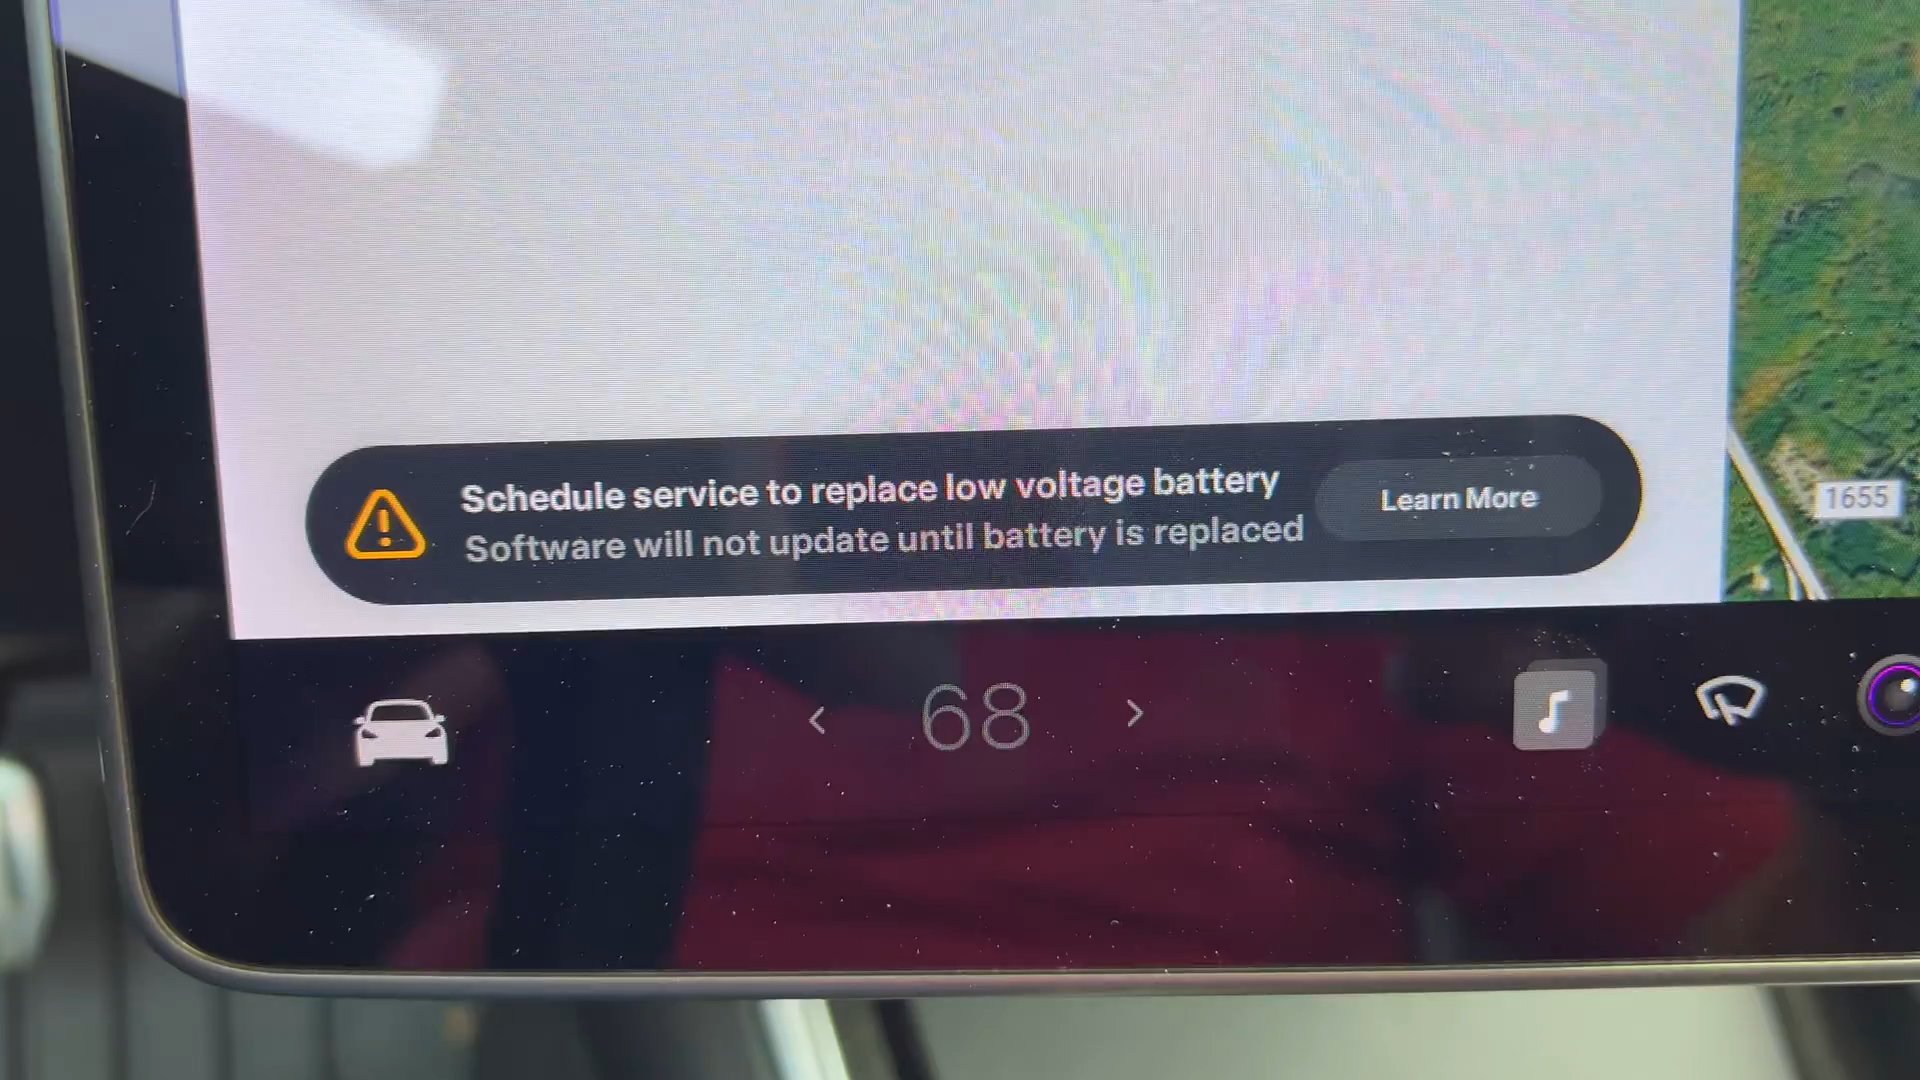 Schedule service to replace low voltage battery
Software will not update until battery is replaced
Learn More
1655
68